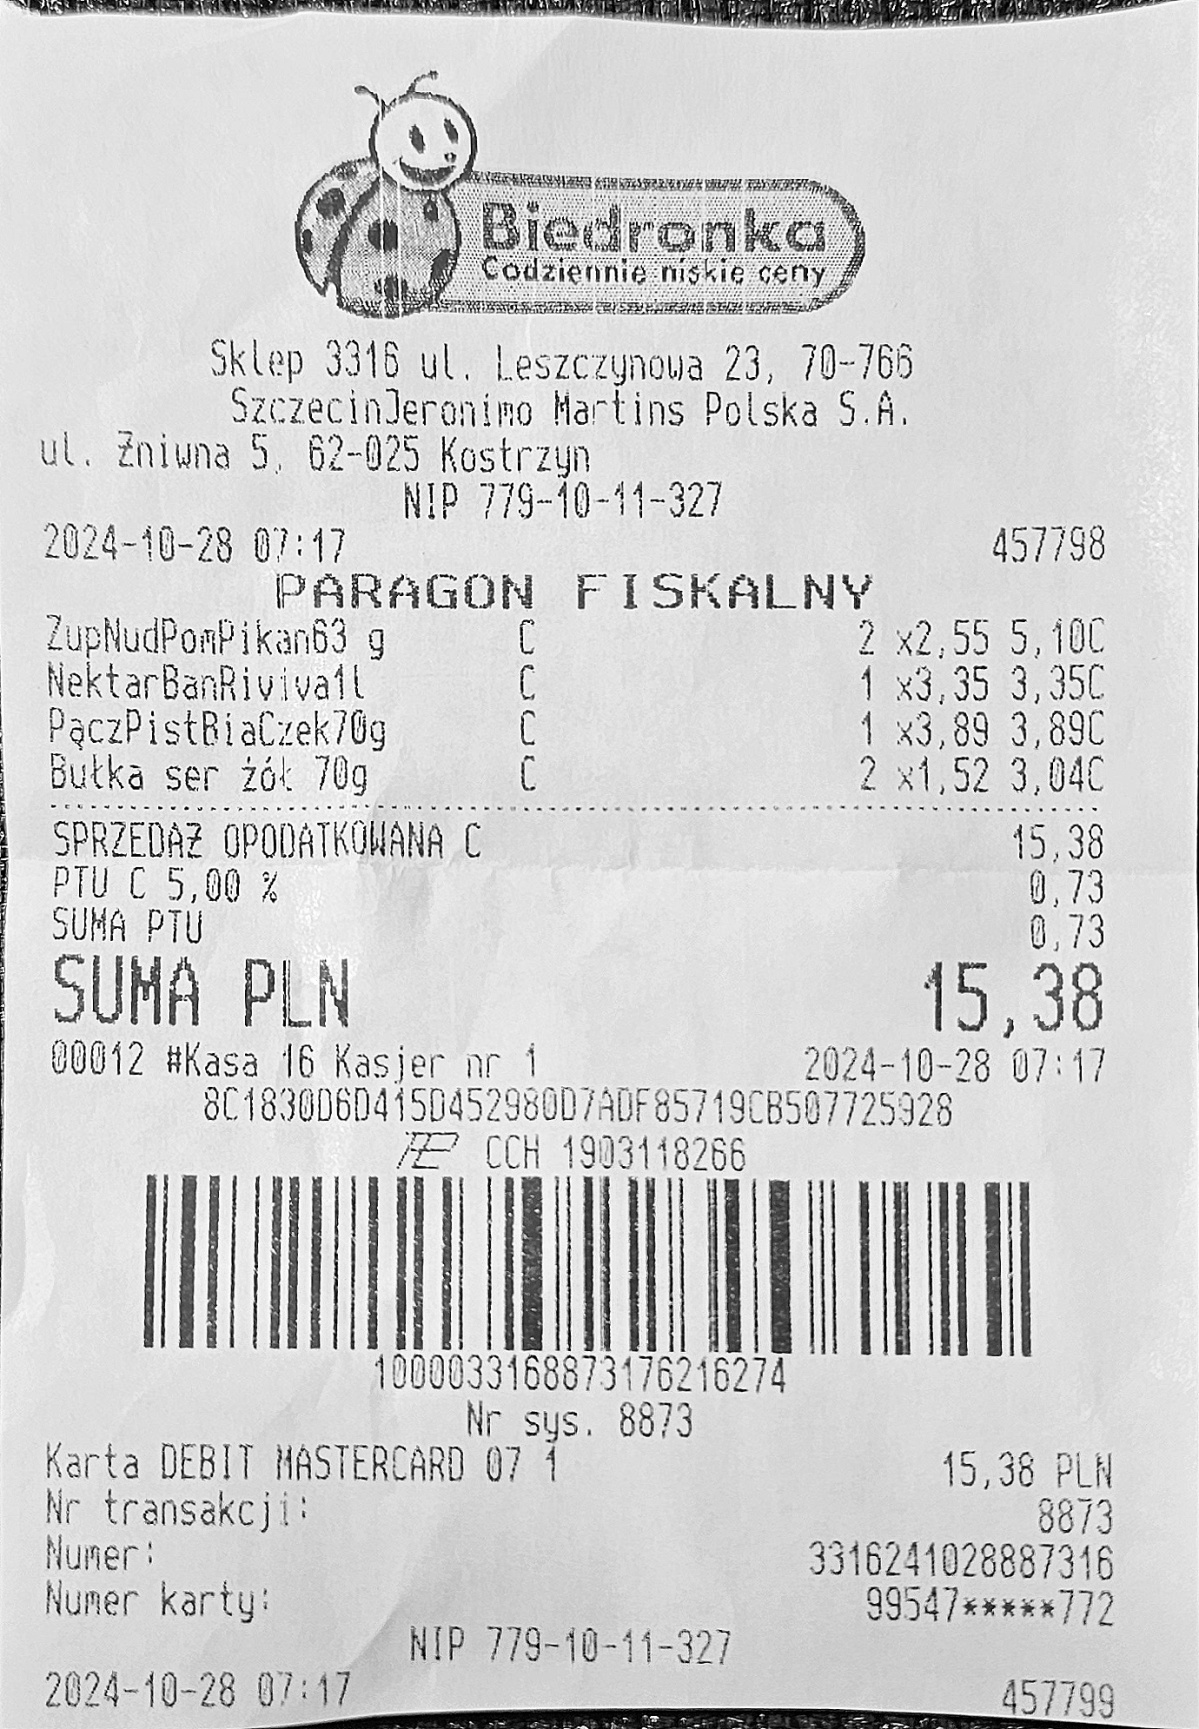 Biedronka
Codziennie niskie ceny
Sklep 3316 ul. Leszczynowa 23, 70-766
SzczecinJeronimo Martins Polska S.A.
ul. Żniwna 5, 62-025 Kostrzyn
NIP 779-10-11-327
2024-10-28 07:17 457798
PARAGON FISKALNY
ZupNudPomPikan63 g C 2 x2,55 5,10C
NektarBanRiviva1l C 1 x3,35 3,35C
PączPistBiaCzek70g C 1 x3,89 3,89C
Bułka ser żół 70g C 2 x1,52 3,04C
SPRZEDAŻ OPODATKOWANA C 15,38
PTU C 5,00 % 0,73
SUMA PTU 0,73
SUMA PLN 15,38
00012 #Kasa 16 Kasjer nr 1 2024-10-28 07:17
8C1830D6D415D452980D7ADF85719CB507725928
CCH 1903118266
1000033168873176216274
Nr sys. 8873
Karta DEBIT MASTERCARD 07 1 15,38 PLN
Nr transakcji: 8873
Numer: 3316241028887316
Numer karty: 99547*****772
NIP 779-10-11-327
2024-10-28 07:17 457799